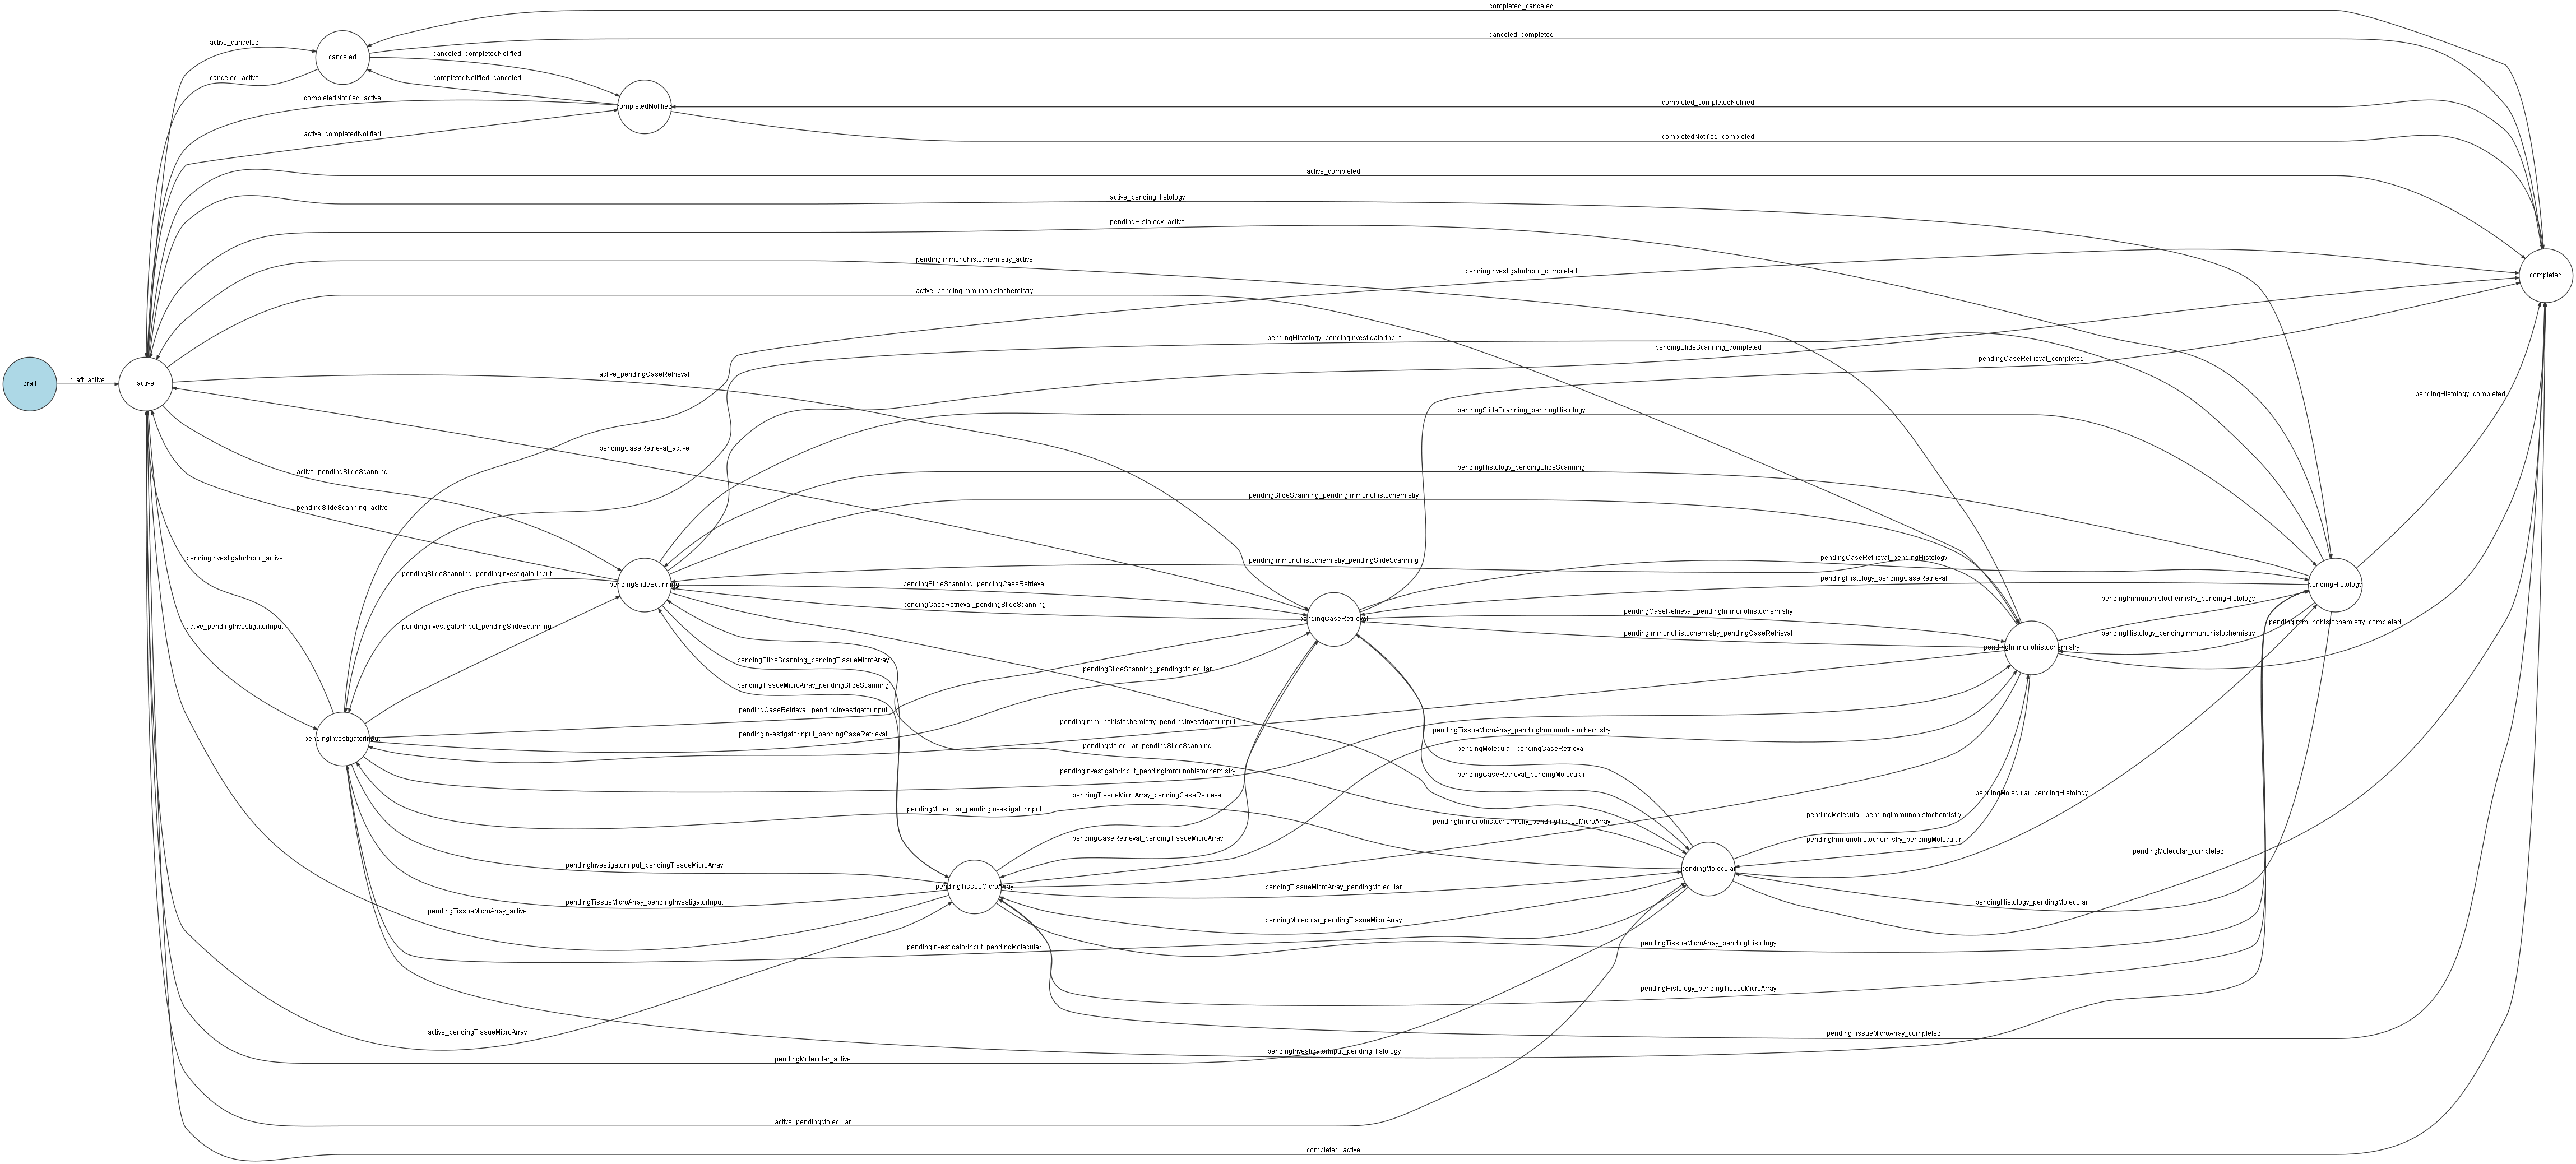 completed_canceled
active_canceled
canceled_completed
canceled
canceled_completedNotified
canceled_active
completedNotified_canceled
completedNotified_active
completedNotified
completed_completedNotified
active_completedNotified
completedNotified_completed
active_completed
active_pendingHistology
pendingHistology_active
pendingImmunohistochemistry_active
pendingInvestigatorInput_completed
completed
active_pendingImmunohistochemistry
pendingHistology_pendingInvestigatorInput
pendingSlideScanning_completed
pendingCaseRetrieval_completed
draft
draft_active
active
active_pendingCaseRetrieval
pendingHistology_completed
pendingSlideScanning_pendingHistology
pendingCaseRetrieval_active
active_pendingSlideScanning
pendingHistology_pendingSlideScanning
pendingSlideScanning_pendingImmunohistochemistry
pendingSlideScanning_active
pendingInvestigatorInput_active
pendingImmunohistochemistry_pendingSlideScanning
pendingCaseRetrieval_pendingHistology
pendingSlideScanning_pendingInvestigatorInput
pendingSlideScanning
pendingSlideScanning_pendingCaseRetrieval
pendingHistology_pendingCaseRetrieval
pendingHistology
pendingCaseRetrieval_pendingSlideScanning
pendingImmunohistochemistry_pendingHistology
pendingCaseRetrieval
pendingCaseRetrieval_pendingImmunohistochemistry
pendingImmunohistochemistry_completed
active_pendingInvestigatorInput
pendingInvestigatorInput_pendingSlideScanning
pendingImmunohistochemistry_pendingCaseRetrieval
pendingHistology_pendingImmunohistochemistry
pendingImmunohistochemistry
pendingSlideScanning_pendingTissueMicroArray
pendingSlideScanning_pendingMolecular
pendingTissueMicroArray_pendingSlideScanning
pendingCaseRetrieval_pendingInvestigatorInput
pendingImmunohistochemistry_pendingInvestigatorInput
pendingInvestigatorInput
pendingInvestigatorInput_pendingCaseRetrieval
pendingTissueMicroArray_pendingImmunohistochemistry
pendingMolecular_pendingSlideScanning
pendingMolecular_pendingCaseRetrieval
pendingInvestigatorInput_pendingImmunohistochemistry
pendingCaseRetrieval_pendingMolecular
pendingTissueMicroArray_pendingCaseRetrieval
pendingMolecular_pendingHistology
pendingMolecular_pendingInvestigatorInput
pendingMolecular_pendingImmunohistochemistry
pendingImmunohistochemistry_pendingTissueMicroArray
pendingCaseRetrieval_pendingTissueMicroArray
pendingImmunohistochemistry_pendingMolecular
pendingMolecular_completed
pendingInvestigatorInput_pendingTissueMicroArray
pendingMolecular
pendingTissueMicroArray
pendingTissueMicroArray_pendingMolecular
pendingTissueMicroArray_pendingInvestigatorInput
pendingHistology_pendingMolecular
pendingTissueMicroArray_active
pendingMolecular_pendingTissueMicroArray
pendingInvestigatorInput_pendingMolecular
pendingTissueMicroArray_pendingHistology
pendingHistology_pendingTissueMicroArray
active_pendingTissueMicroArray
pendingTissueMicroArray_completed
pendingInvestigatorInput_pendingHistology
pendingMolecular_active
active_pendingMolecular
completed_active